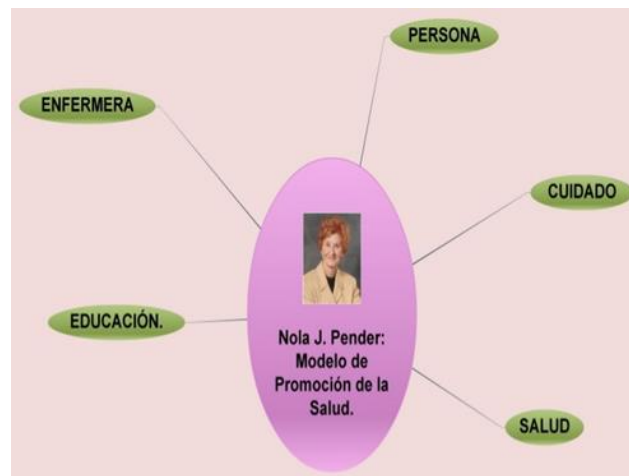 PERSONA
ENFERMERA
CUIDADO
EDUCACIÓN.
Nola J. Pender:
Modelo de
Promoción de la
Salud.
SALUD